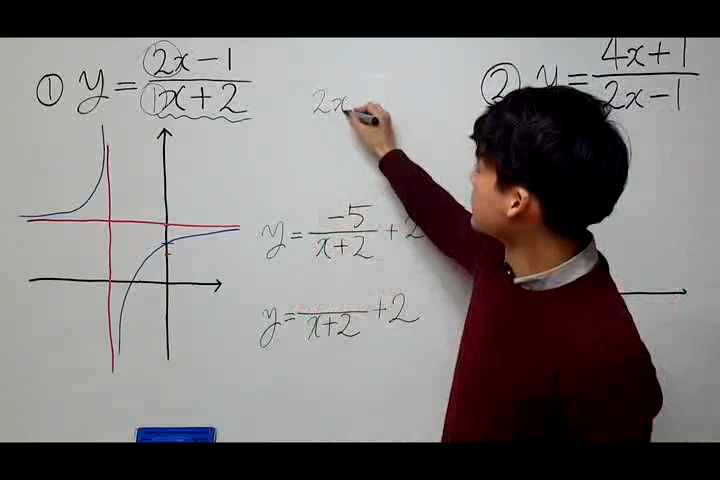 ① y = (2x-1)/(1x+2)
2x
y = (-5)/(x+2) + 2
y = /(x+2) + 2
② y = (4x+1)/(2x-1)